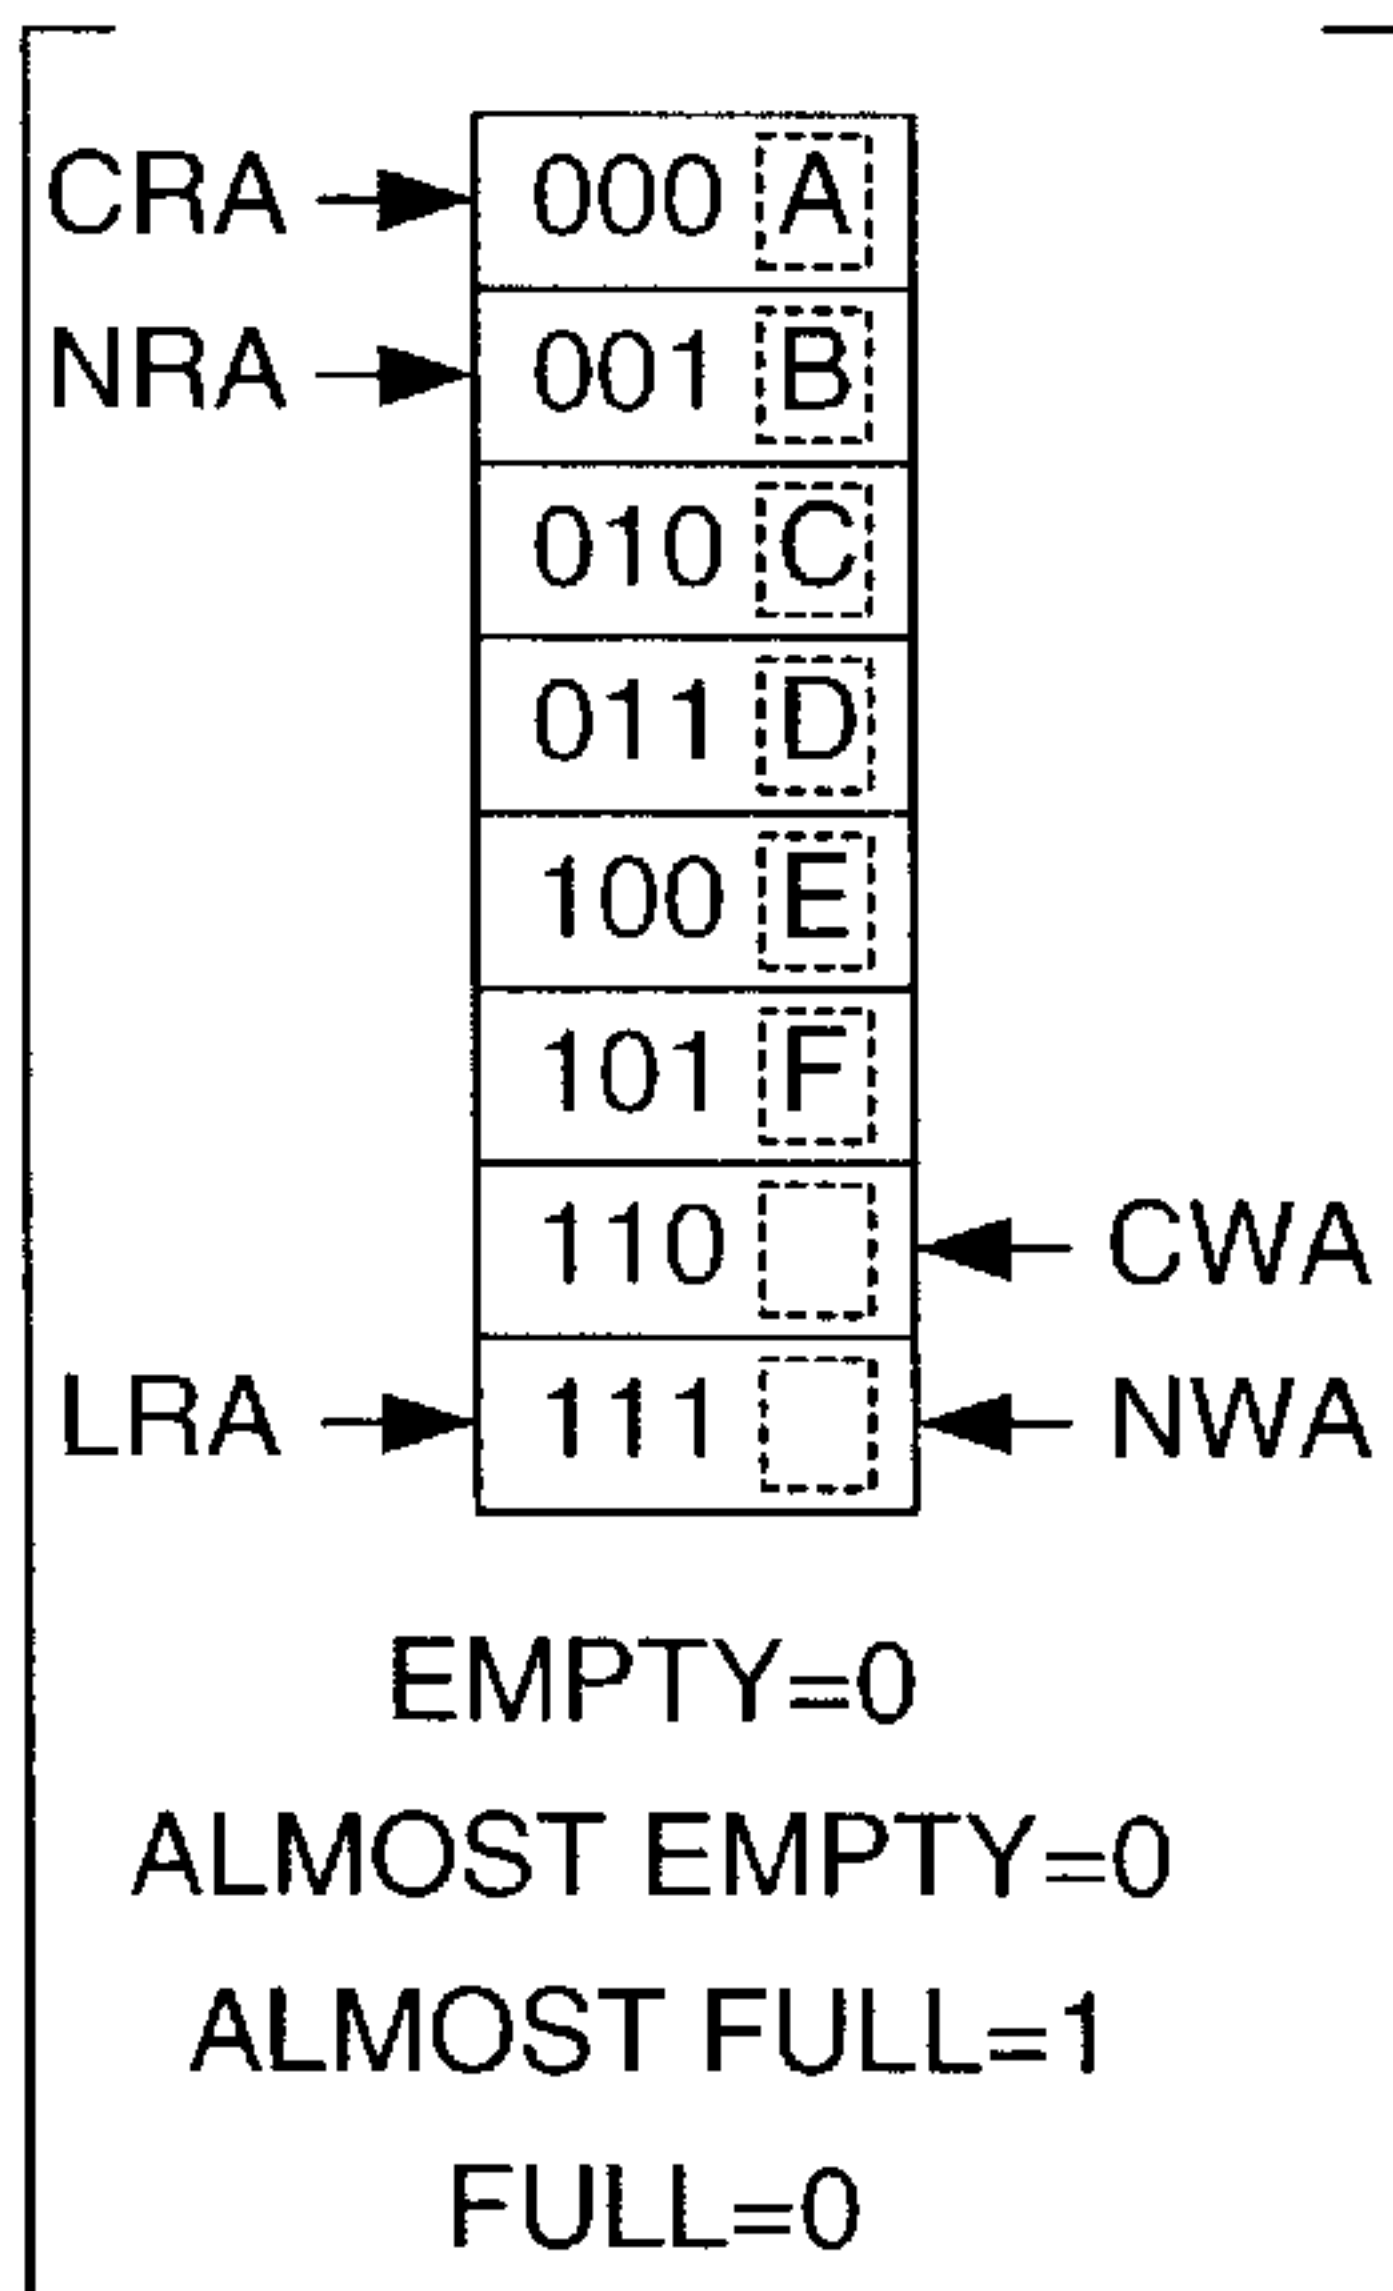 CRA 000 A
NRA 001 B
010 C
011 D
100 E
101 F
110 CWA
LRA 111 NWA
EMPTY=0
ALMOST EMPTY=0
ALMOST FULL=1
FULL=0